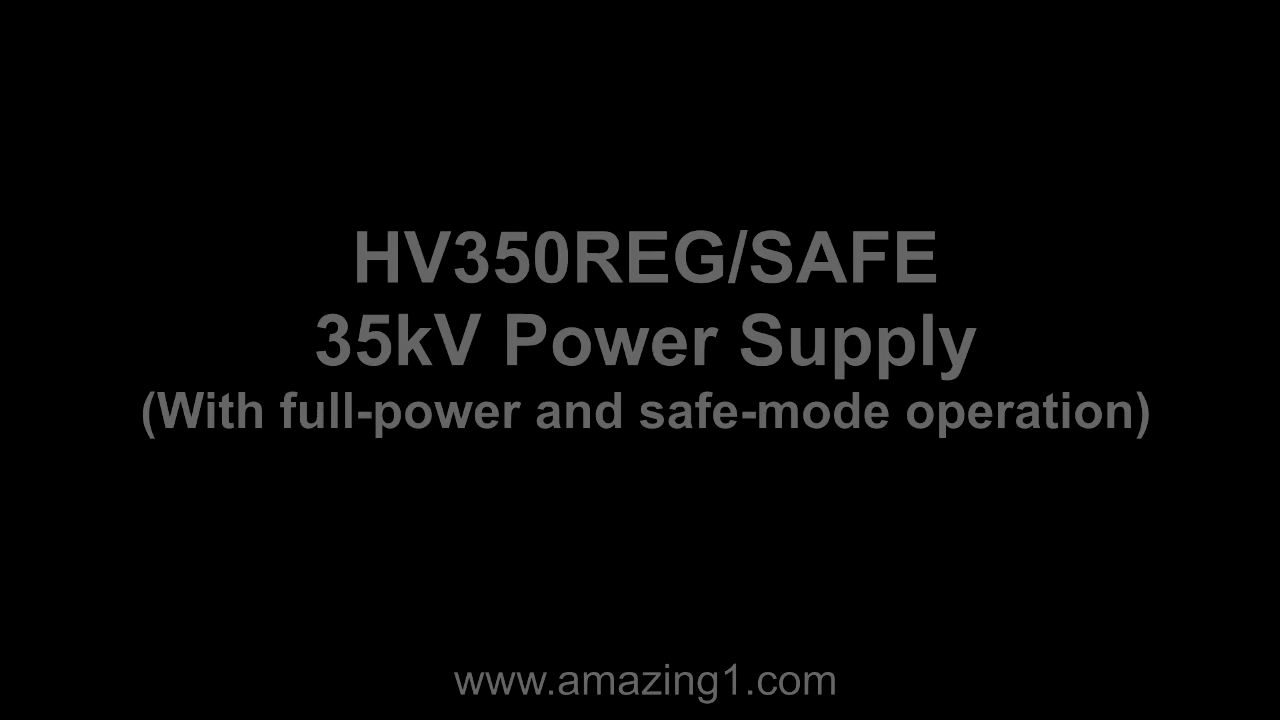 HV350REG/SAFE
35kV Power Supply
(With full-power and safe-mode operation)
www.amazing1.com